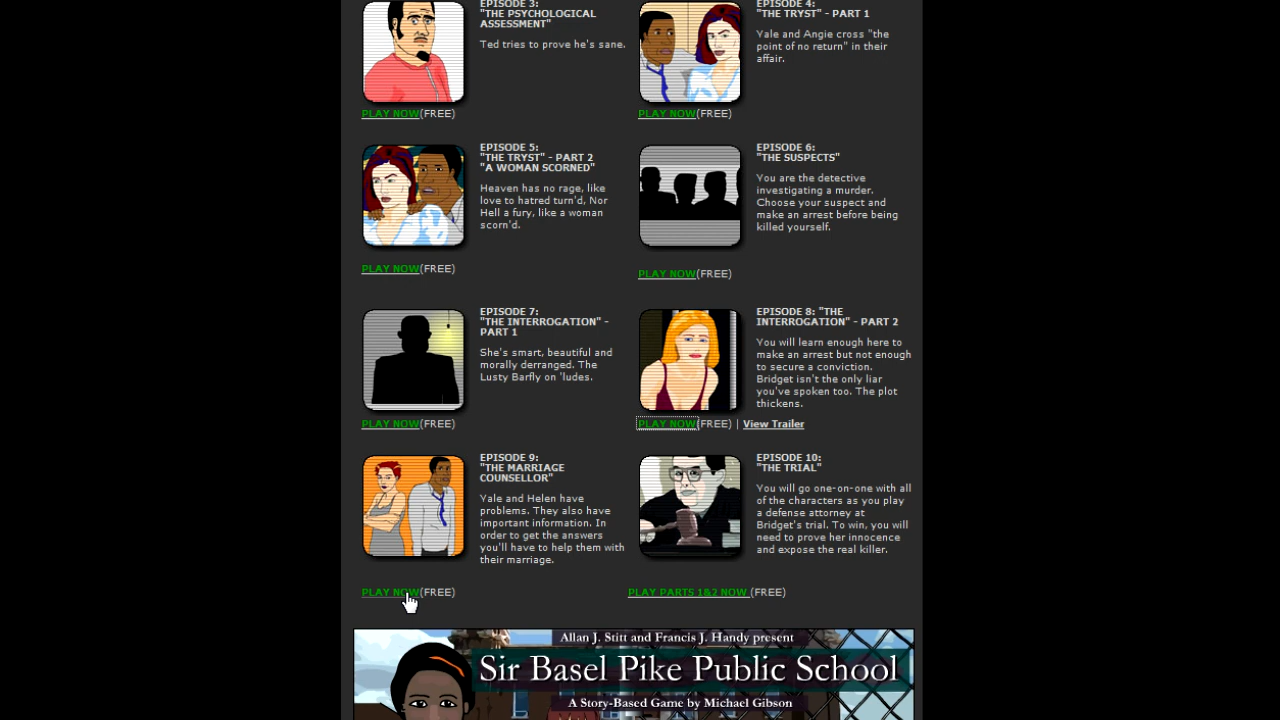 EPISODE 3:
"THE PSYCHOLOGICAL
ASSESSMENT"
Ted tries to prove he's sane.
PLAY NOW(FREE)
EPISODE 4:
"THE TRYST" - PART 1
Yale and Angie cross "the
point of no return" in their
affair.
PLAY NOW(FREE)
EPISODE 5:
"THE TRYST" - PART 2
"A WOMAN SCORNED"
Heaven has no rage, like
love to hatred turn'd, Nor
Hell a fury, like a woman
scorn'd.
PLAY NOW(FREE)
EPISODE 6:
"THE SUSPECTS"
You are the detective
investigating a murder.
Choose your suspect and
make an arrest before being
killed yourself.
PLAY NOW(FREE)
EPISODE 7:
"THE INTERROGATION" -
PART 1
She's smart, beautiful and
morally derranged. The
Lusty Barfly on 'ludes.
PLAY NOW(FREE)
EPISODE 8: "THE
INTERROGATION" - PART 2
You will learn enough here to
make an arrest but not enough
to secure a conviction.
Bridget isn't the only liar
you've spoken too. The plot
thickens.
PLAY NOW(FREE) | View Trailer
EPISODE 9:
"THE MARRIAGE
COUNSELLOR"
Yale and Helen have
problems. They also have
important information. In
order to get the answers
you'll have to help them with
their marriage.
PLAY NOW(FREE)
EPISODE 10:
"THE TRIAL"
You will go one-on-one with all
of the characters as you play
a defense attorney at
Bridget's trial. To win, you will
need to prove her innocence
and expose the real killer.
PLAY PARTS 1&2 NOW (FREE)
Allan J. Stitt and Francis J. Handy present
Sir Basel Pike Public School
A Story-Based Game by Michael Gibson